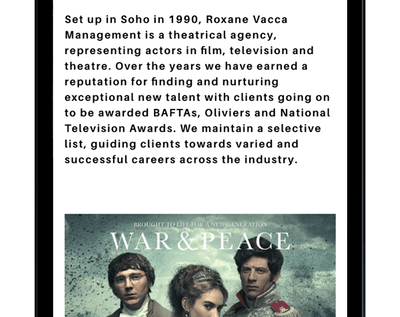 Set up in Soho in 1990, Roxane Vacca
Management is a theatrical agency,
representing actors in film, television and
theatre. Over the years we have earned a
reputation for finding and nurturing
exceptional new talent with clients going on
to be awarded BAFTAs, Oliviers and National
Television Awards. We maintain a selective
list, guiding clients towards varied and
successful careers across the industry.
BROUGHT TO LIFE FOR A NEW GENERATION
WAR & PEACE